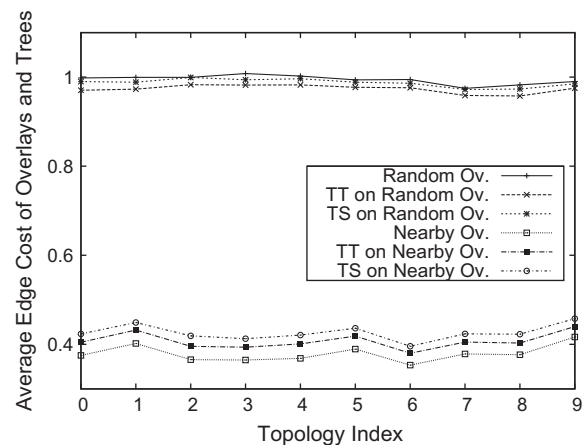 Average Edge Cost of Overlays and Trees
1
0.8
0.6
0.4
Random Ov.
TT on Random Ov.
TS on Random Ov.
Nearby Ov.
TT on Nearby Ov.
TS on Nearby Ov.
0 1 2 3 4 5 6 7 8 9
Topology Index